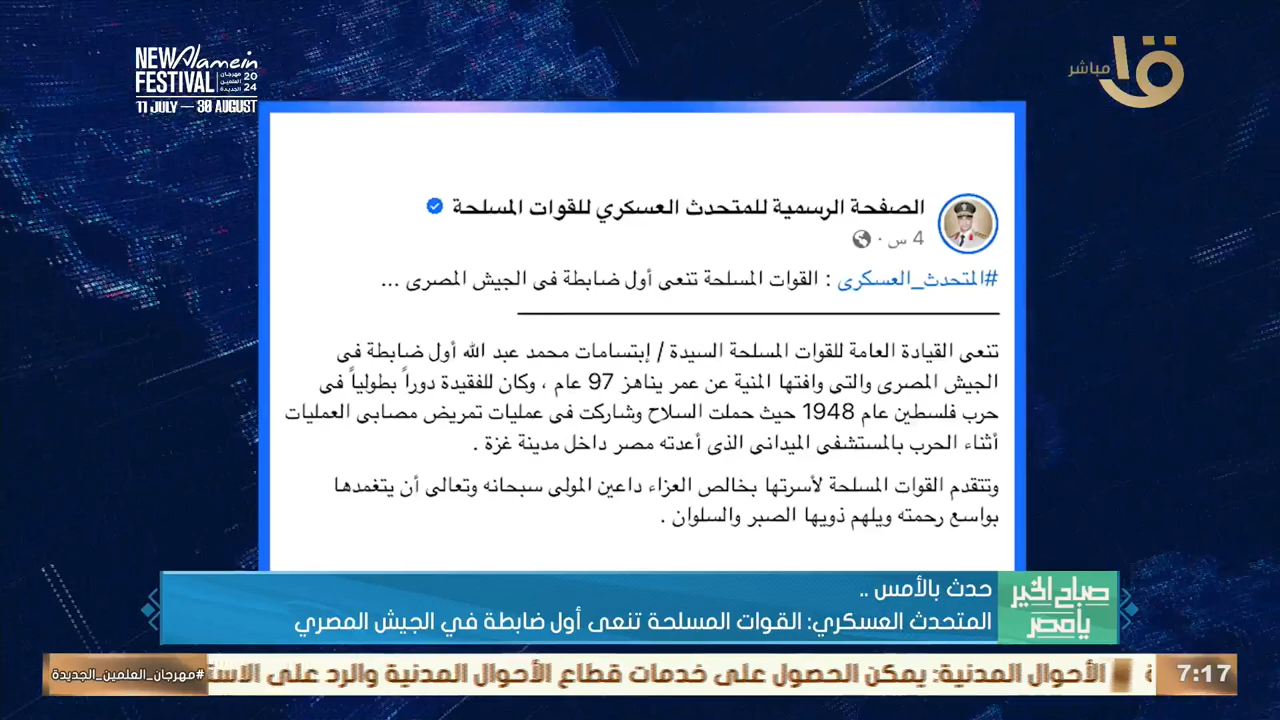 NEW Alamein
FESTIVAL
مهرجان
العلمين
الجديدة
20
24
11 JULY — 30 AUGUST
مباشر
الصفحة الرسمية للمتحدث العسكري للقوات المسلحة
4 س ·
#المتحدث_العسكرى : القوات المسلحة تنعى أول ضابطة فى الجيش المصرى ...
تنعى القيادة العامة للقوات المسلحة السيدة / إبتسامات محمد عبد الله أول ضابطة فى
الجيش المصرى والتى وافتها المنية عن عمر يناهز 97 عام ، وكان للفقيدة دوراً بطولياً فى
حرب فلسطين عام 1948 حيث حملت السلاح وشاركت فى عمليات تمريض مصابى العمليات
أثناء الحرب بالمستشفى الميدانى الذى أعدته مصر داخل مدينة غزة .
وتتقدم القوات المسلحة لأسرتها بخالص العزاء داعين المولى سبحانه وتعالى أن يتغمدها
بواسع رحمته ويلهم ذويها الصبر والسلوان .
صباح الخير
يا مصر
حدث بالأمس ..
المتحدث العسكري: القوات المسلحة تنعى أول ضابطة في الجيش المصري
7:17
الأحوال المدنية: يمكن الحصول على خدمات قطاع الأحوال المدنية والرد على
#مهرجان_العلمين_الجديدة